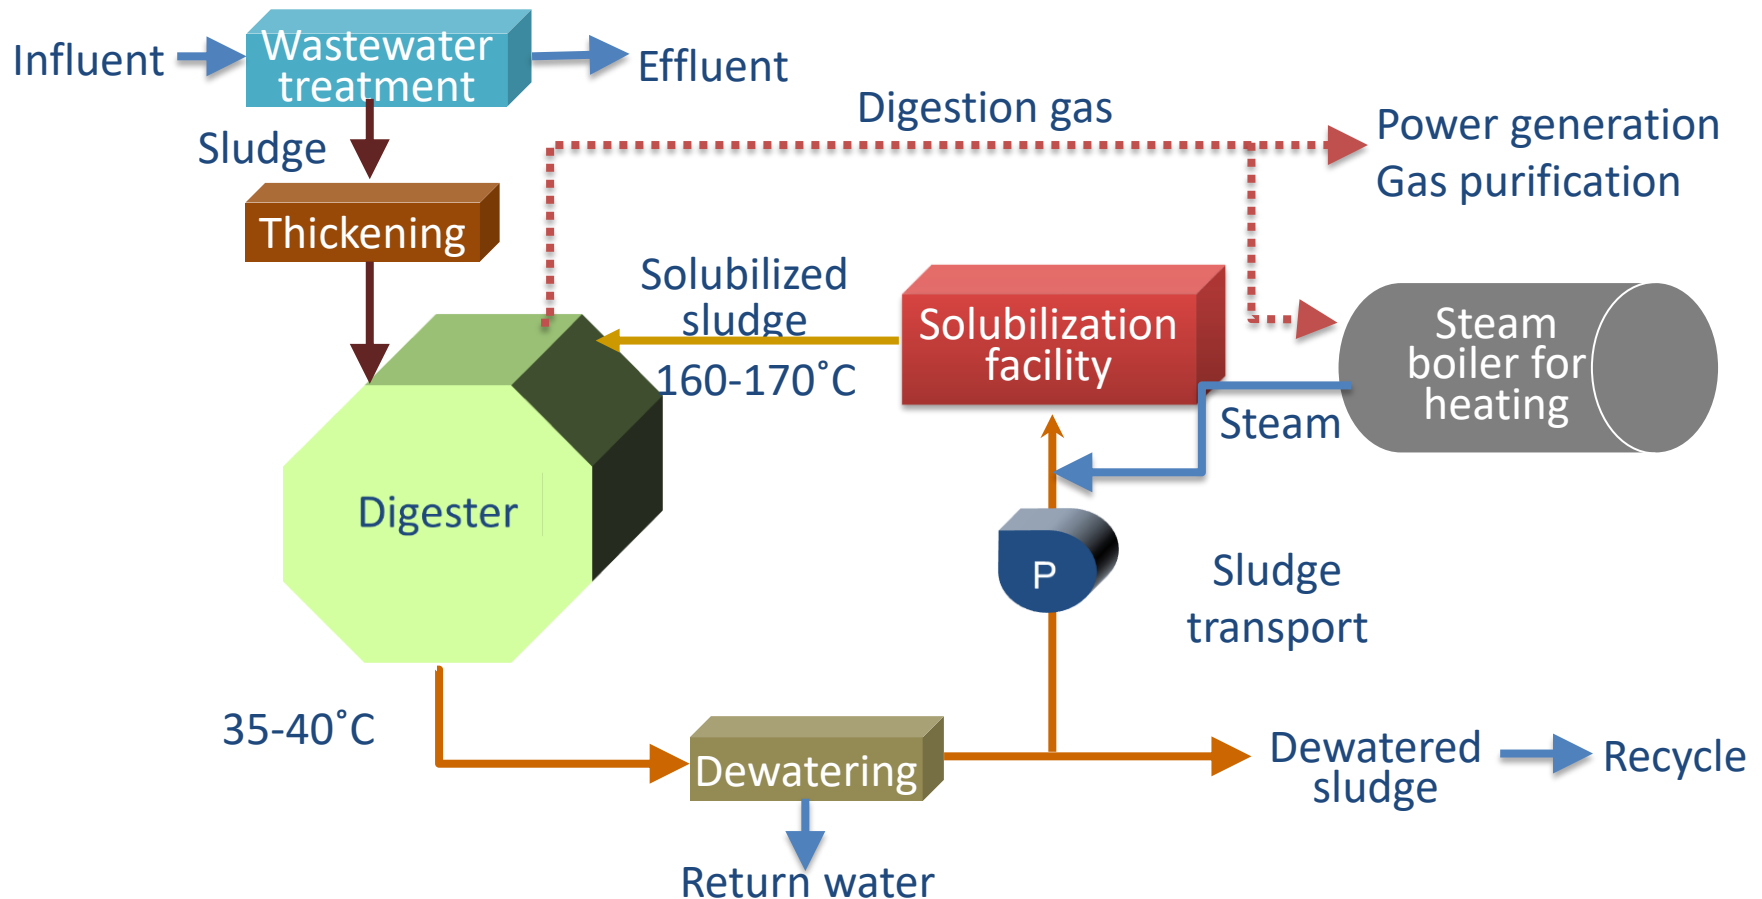 Influent
Wastewater
treatment
Effluent
Digestion gas
Power generation
Gas purification
Sludge
Thickening
Solubilized
sludge
160-170˚C
Solubilization
facility
Steam
boiler for
heating
Steam
Digester
P
Sludge
transport
35-40˚C
Dewatering
Dewatered
sludge
Recycle
Return water